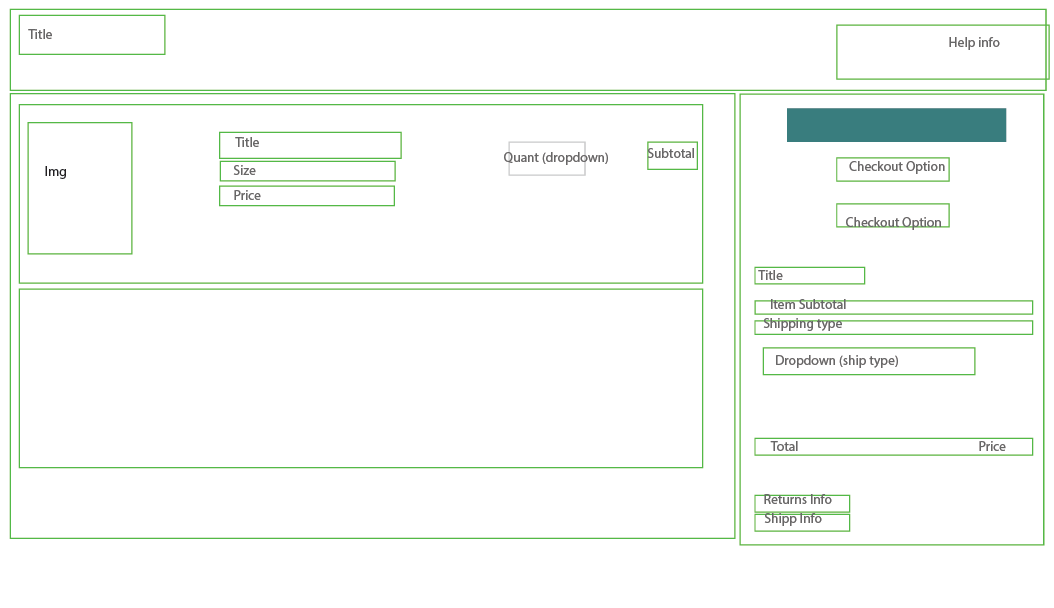 Title
Help info
Img
Title
Size
Price
Quant (dropdown)
Subtotal
Checkout Option
Checkout Option
Title
Item Subtotal
Shipping type
Dropdown (ship type)
Total Price
Returns Info
Shipp Info